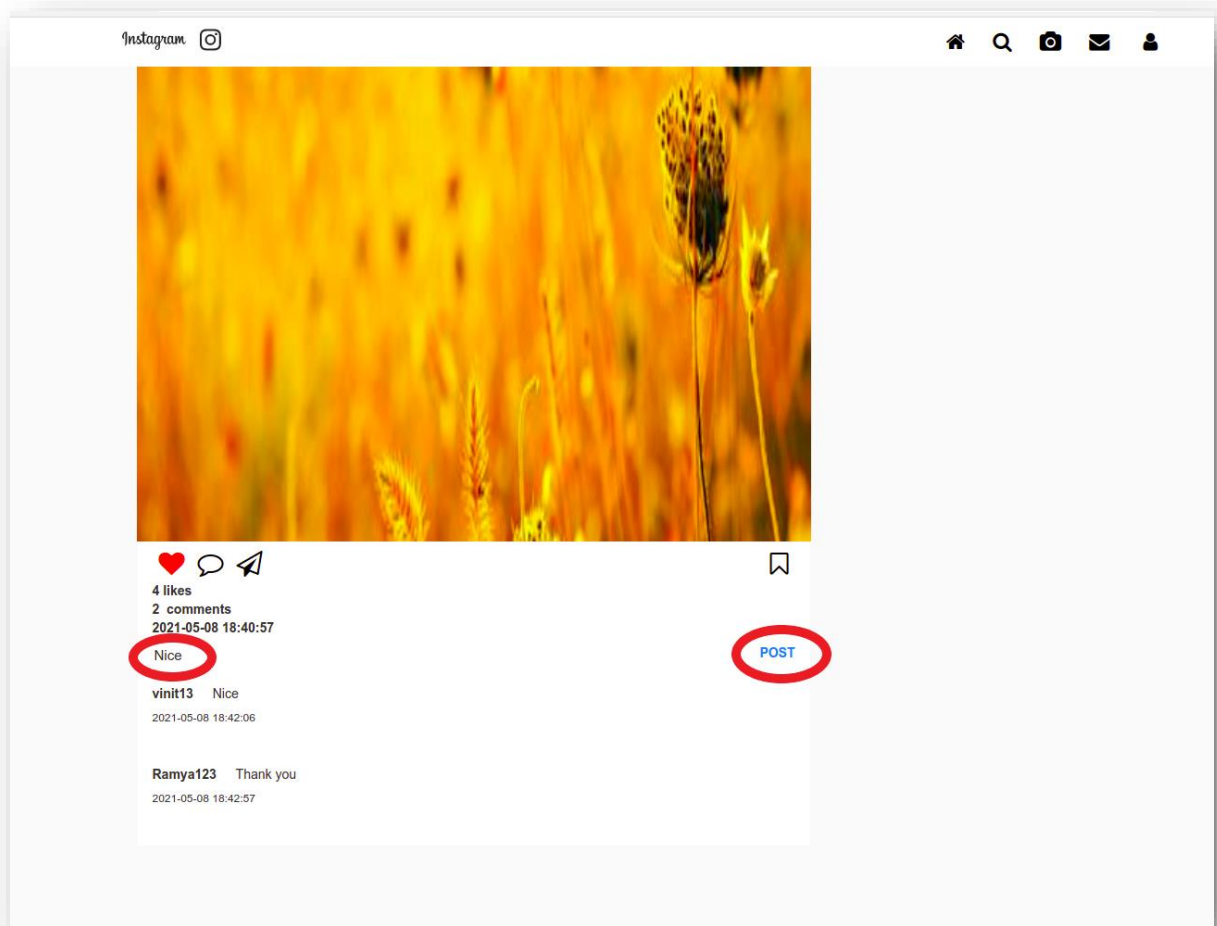 Instagram
4 likes
2 comments
2021-05-08 18:40:57
Nice POST
vinit13 Nice
2021-05-08 18:42:06
Ramya123 Thank you
2021-05-08 18:42:57